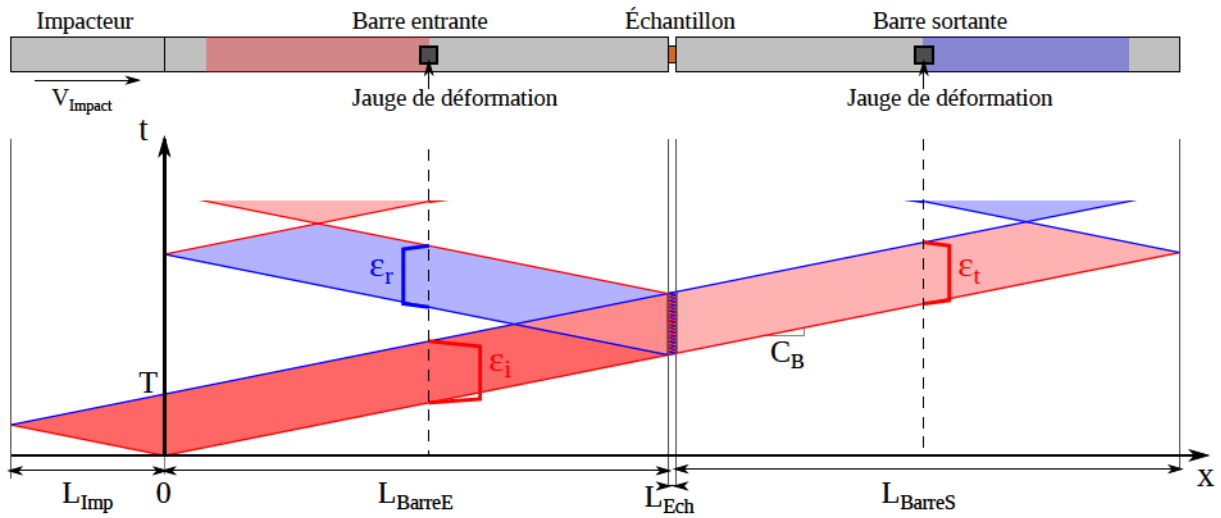 Impacteur
Barre entrante
Échantillon
Barre sortante
V_Impact
Jauge de déformation
Jauge de déformation
t
ε_r
ε_t
C_B
T
ε_i
L_Imp
0
L_BarreE
L_Ech
L_BarreS
x